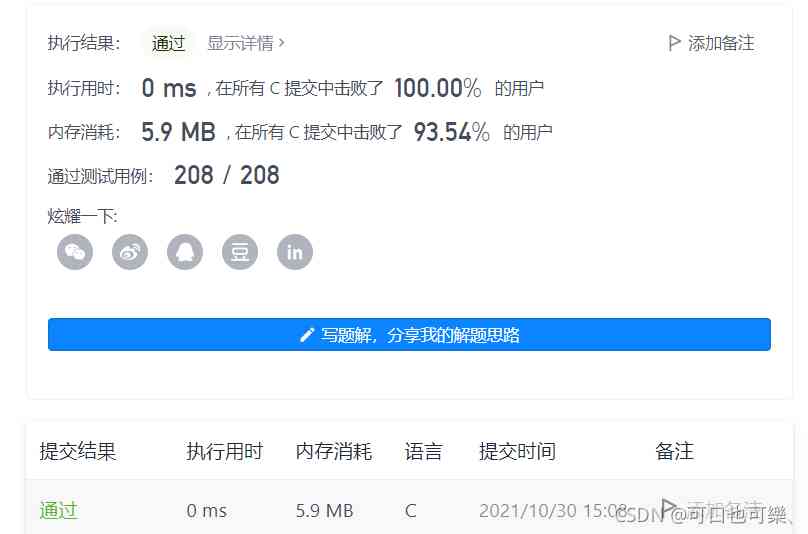 执行结果： 通过 显示详情 > 添加备注
执行用时： 0 ms , 在所有 C 提交中击败了 100.00% 的用户
内存消耗： 5.9 MB , 在所有 C 提交中击败了 93.54% 的用户
通过测试用例： 208 / 208
炫耀一下:
豆 in
写题解，分享我的解题思路
提交结果 执行用时 内存消耗 语言 提交时间 备注
通过 0 ms 5.9 MB C 2021/10/30 15:08 添加备注
CSDN @可口也可樂、